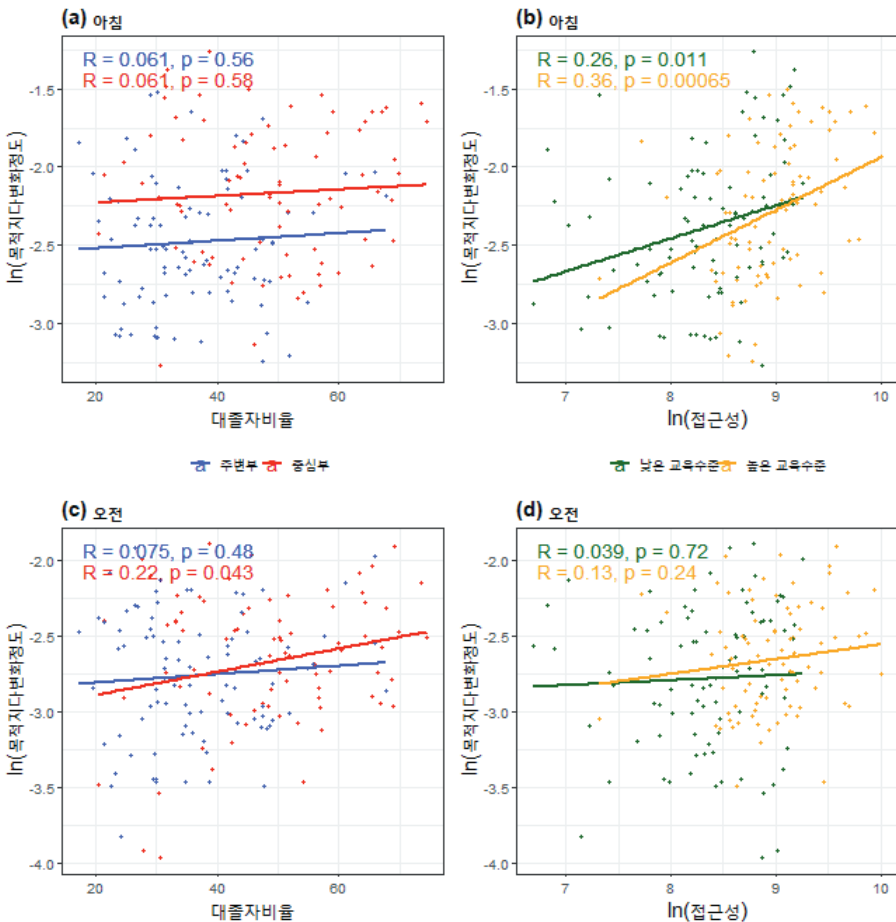 (a) 아침
R = 0.061, p = 0.56
R = 0.061, p = 0.58
ln(목적지다변화정도)
-1.5
-2.0
-2.5
-3.0
20 40 60
대졸자비율
(b) 아침
R = 0.26, p = 0.011
R = 0.36, p = 0.00065
ln(목적지다변화정도)
-1.5
-2.0
-2.5
-3.0
7 8 9 10
ln(접근성)
a 주변부 a 중심부
a 낮은 교육수준 a 높은 교육수준
(c) 오전
R = 0.075, p = 0.48
R = 0.22, p = 0.043
ln(목적지다변화정도)
-2.0
-2.5
-3.0
-3.5
-4.0
20 40 60
대졸자비율
(d) 오전
R = 0.039, p = 0.72
R = 0.13, p = 0.24
ln(목적지다변화정도)
-2.0
-2.5
-3.0
-3.5
-4.0
7 8 9 10
ln(접근성)